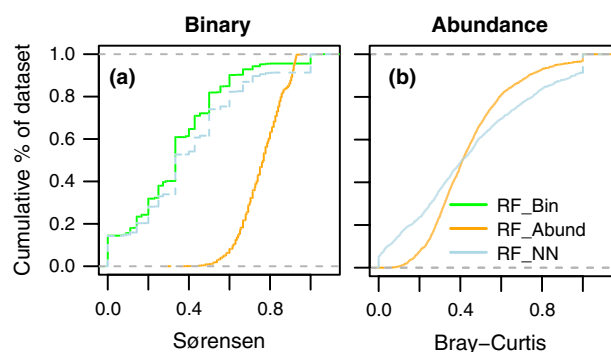 Binary
Abundance
Cumulative % of dataset
1.0
0.8
0.6
0.4
0.2
0.0
(a)
(b)
RF_Bin
RF_Abund
RF_NN
0.0
0.4
0.8
0.0
0.4
0.8
Sørensen
Bray−Curtis